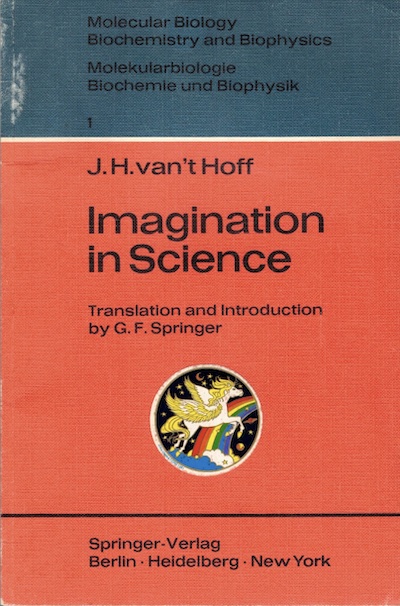 Molecular Biology
Biochemistry and Biophysics
Molekularbiologie
Biochemie und Biophysik
1
J. H. van't Hoff
Imagination
in Science
Translation and Introduction
by G. F. Springer
Springer-Verlag
Berlin · Heidelberg · New York